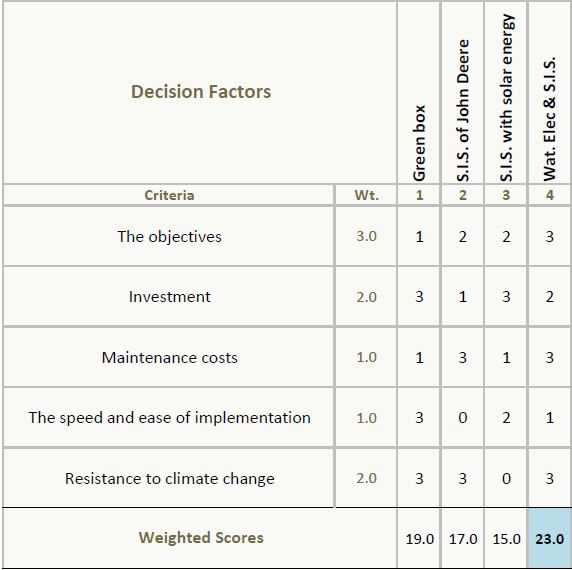 Decision Factors
Green box
S.I.S. of John Deere
S.I.S. with solar energy
Wat. Elec & S.I.S.
Criteria Wt. 1 2 3 4
The objectives 3.0 1 2 2 3
Investment 2.0 3 1 3 2
Maintenance costs 1.0 1 3 1 3
The speed and ease of implementation 1.0 3 0 2 1
Resistance to climate change 2.0 3 3 0 3
Weighted Scores 19.0 17.0 15.0 23.0